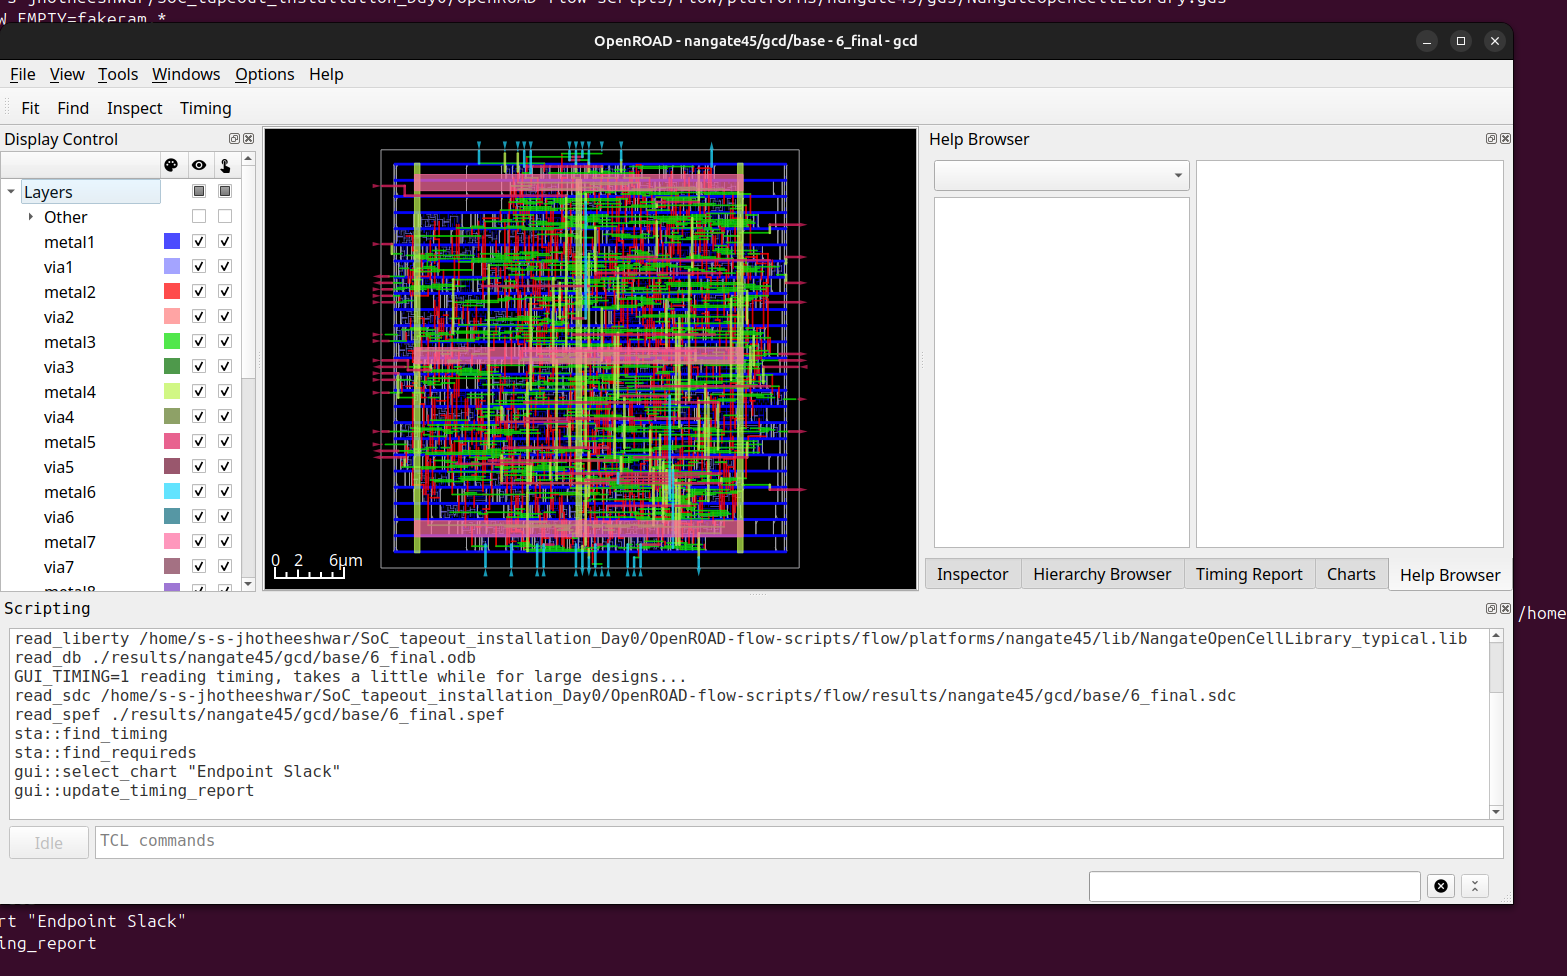 s-jhotheeshwar/SoC_tapeout_installation_Day0/OpenROAD-flow-scripts/flow/platforms/nangate45/gds/NangateOpenCellLibrary.gds
W_EMPTY=fakeram.*
OpenROAD - nangate45/gcd/base - 6_final - gcd
File View Tools Windows Options Help
Fit Find Inspect Timing
Display Control
Layers
Other
metal1
via1
metal2
via2
metal3
via3
metal4
via4
metal5
via5
metal6
via6
metal7
via7
metal8
0 2 6μm
Help Browser
Inspector Hierarchy Browser Timing Report Charts Help Browser
/home
Scripting
read_liberty /home/s-s-jhotheeshwar/SoC_tapeout_installation_Day0/OpenROAD-flow-scripts/flow/platforms/nangate45/lib/NangateOpenCellLibrary_typical.lib
read_db ./results/nangate45/gcd/base/6_final.odb
GUI_TIMING=1 reading timing, takes a little while for large designs...
read_sdc /home/s-s-jhotheeshwar/SoC_tapeout_installation_Day0/OpenROAD-flow-scripts/flow/results/nangate45/gcd/base/6_final.sdc
read_spef ./results/nangate45/gcd/base/6_final.spef
sta::find_timing
sta::find_requireds
gui::select_chart "Endpoint Slack"
gui::update_timing_report
Idle
TCL commands
rt "Endpoint Slack"
ing_report